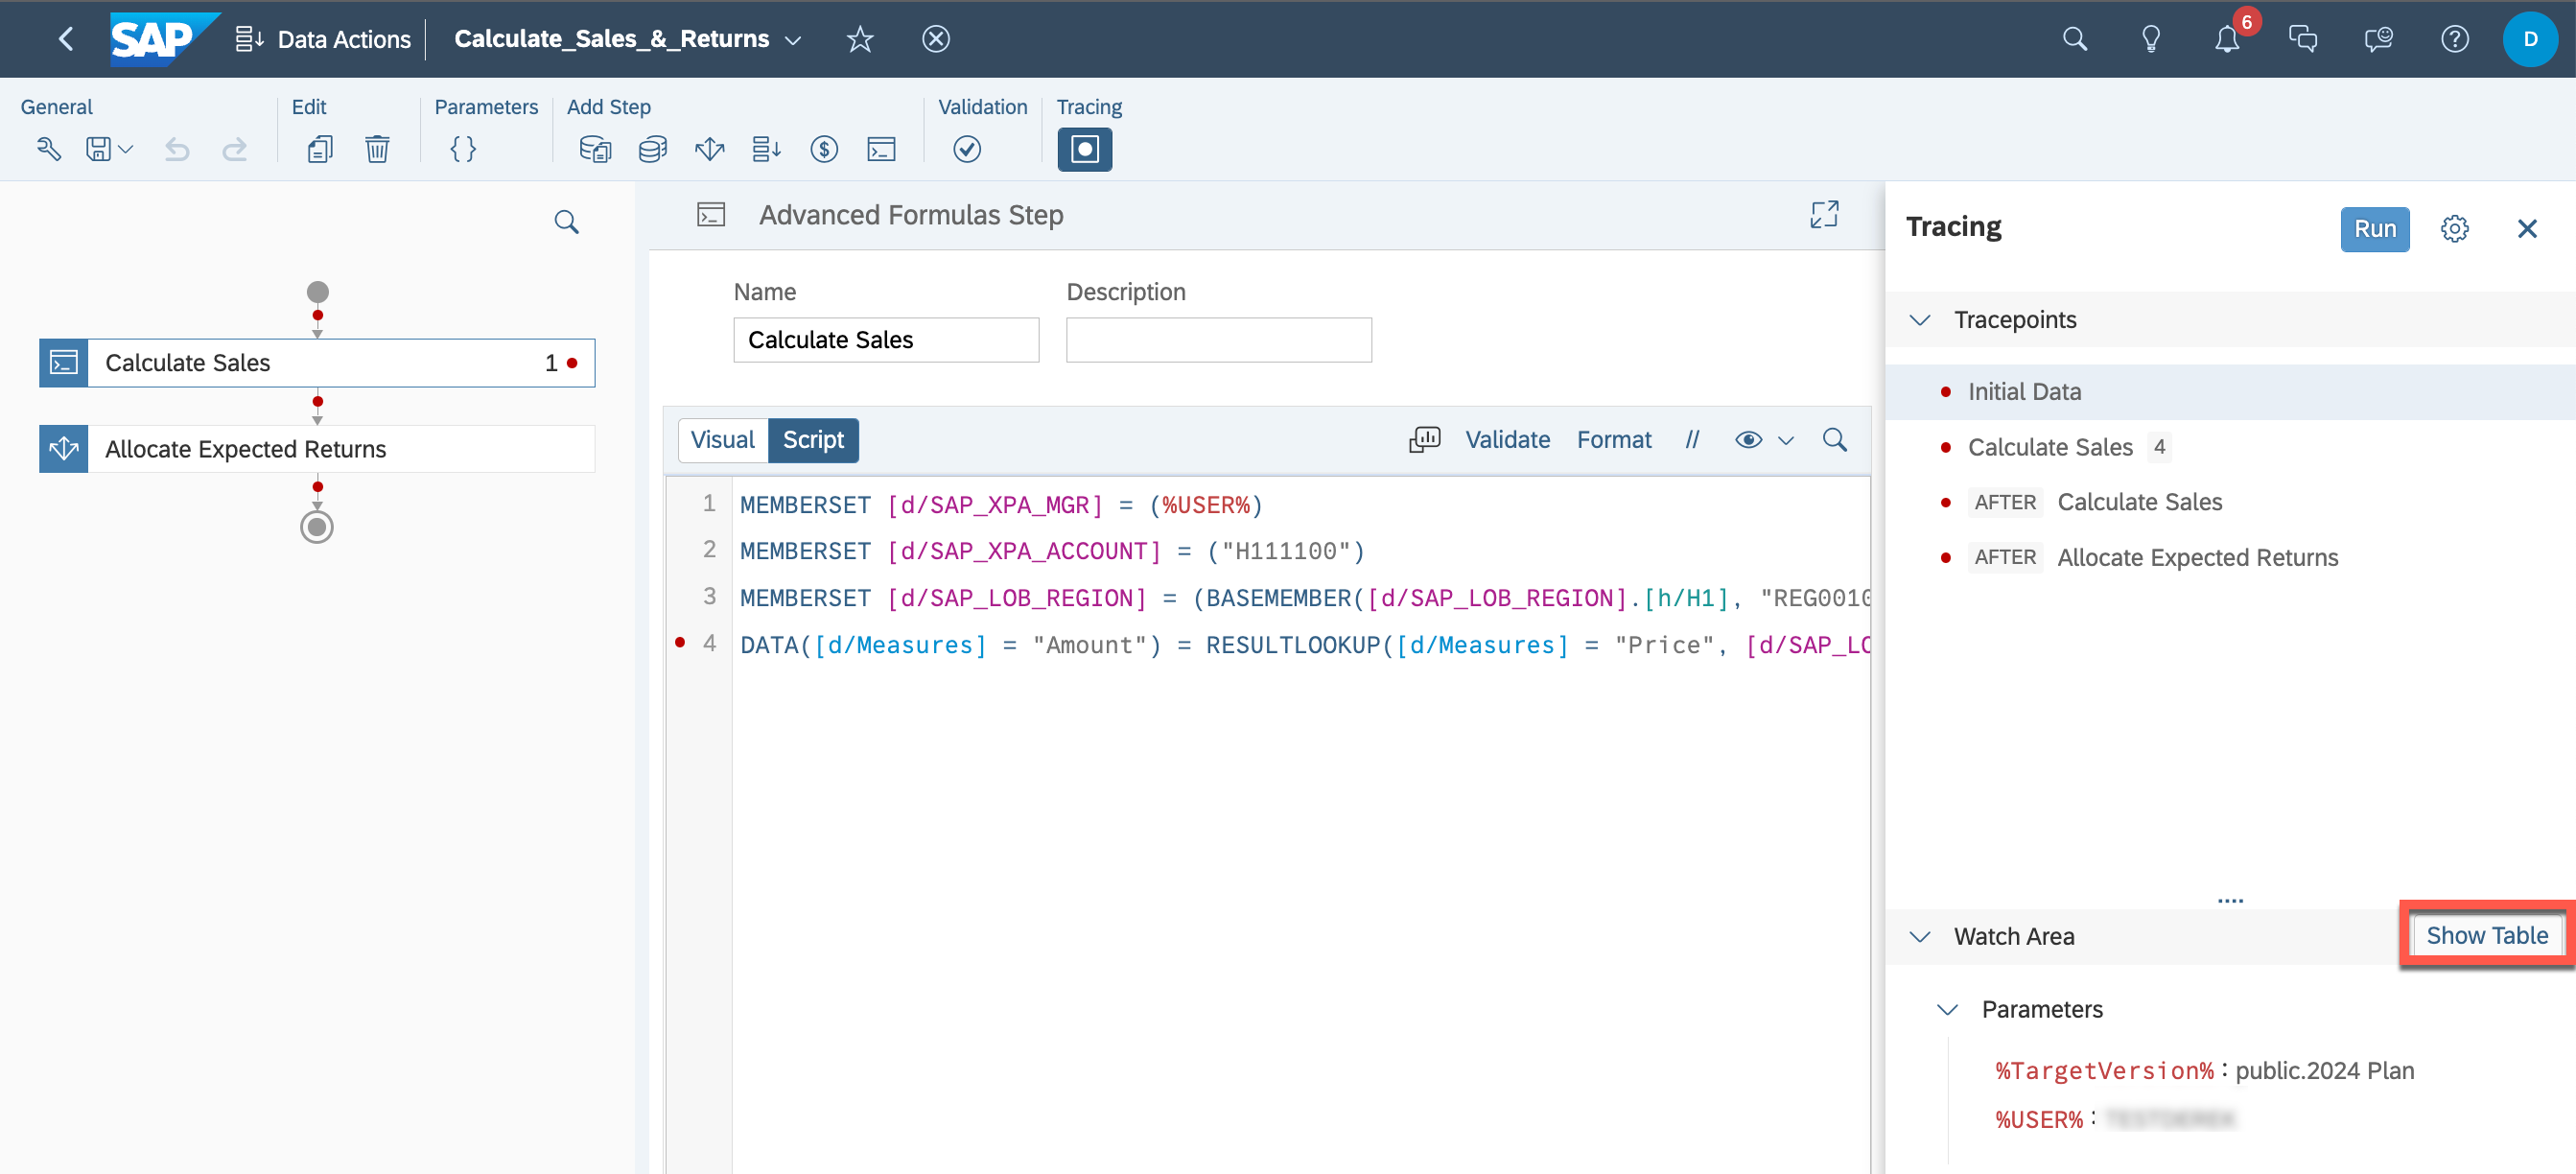 SAP Data Actions Calculate_Sales_&_Returns 6 D
General Edit Parameters Add Step Validation Tracing
Advanced Formulas Step
Name Description
Calculate Sales
Calculate Sales 1
Allocate Expected Returns
Visual Script Validate Format //
1 MEMBERSET [d/SAP_XPA_MGR] = (%USER%)
2 MEMBERSET [d/SAP_XPA_ACCOUNT] = ("H111100")
3 MEMBERSET [d/SAP_LOB_REGION] = (BASEMEMBER([d/SAP_LOB_REGION].[h/H1], "REG0010
4 DATA([d/Measures] = "Amount") = RESULTLOOKUP([d/Measures] = "Price", [d/SAP_LO
Tracing Run
Tracepoints
Initial Data
Calculate Sales 4
AFTER Calculate Sales
AFTER Allocate Expected Returns
Watch Area Show Table
Parameters
%TargetVersion% : public.2024 Plan
%USER% :